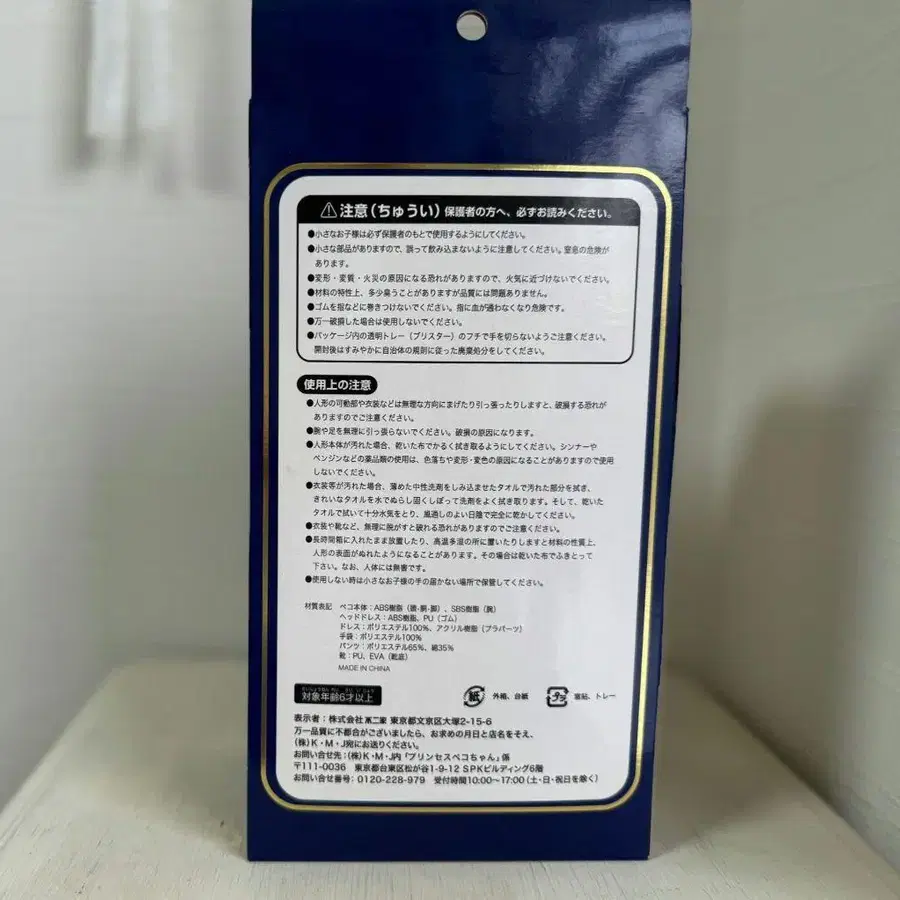 ⚠注意(ちゅうい) 保護者の方へ、必ずお読みください。
●小さなお子様は必ず保護者のもとで使用するようにしてください。
●小さな部品がありますので、誤って飲み込まないように注意してください。窒息の危険が
あります。
●変形・変質・火災の原因になる恐れがありますので、火気に近づけないでください。
●材料の特性上、多少臭うことがありますが品質には問題ありません。
●ゴムを指などに巻きつけないでください。指に血が通わなくなり危険です。
●万一破損した場合は使用しないでください。
●パッケージ内の透明トレー(ブリスター)のフチで手を切らないようご注意ください。
開封後はすみやかに自治体の規則に従った廃棄処分をしてください。
使用上の注意
●人形の可動部や衣装などは無理な方向にまげたり引っ張ったりしますと、破損する恐れが
ありますのでご注意ください。
●腕や足を無理に引っ張らないでください。破損の原因になります。
●人形本体が汚れた場合、乾いた布でかるく拭き取るようにしてください。シンナーや
ベンジンなどの薬品類の使用は、色落ちや変形・変色の原因になることがありますので使用
しないでください。
●衣装等が汚れた場合、薄めた中性洗剤をしみ込ませたタオルで汚れた部分を拭き、
きれいなタオルを水でぬらし固くしぼって洗剤をよく拭き取ります。そして、乾いた
タオルで拭いて十分水気をとり、風通しのよい日陰で完全に乾かしてください。
●衣装や靴など、無理に脱がすと破れる恐れがありますのでご注意ください。
●長時間箱に入れたまま放置したり、高温多湿の所に置いたりしますと材料の性質上、
人形の表面がぬれたようになることがあります。その場合は乾いた布でふきとって
下さい。なお、人体には無害です。
●使用しない時は小さなお子様の手の届かない場所で保管してください。
材質表記 ペコ本体:ABS樹脂(頭・胴・脚)、SBS樹脂(腕)
ヘッドドレス:ABS樹脂、PU(ゴム)
ドレス:ポリエステル100%、アクリル樹脂(プラパーツ)
手袋:ポリエステル100%
パンツ:ポリエステル65%、綿35%
靴:PU、EVA(靴底)
MADE IN CHINA
対象年齢6才以上 紙 外箱、台紙 プラ 窓貼、トレー
表示者:株式会社 不二家 東京都文京区大塚2-15-6
万一品質に不都合がございましたら、お求めの月日と店名をそえ、
(株)K・M・J宛にお送りください。
お問い合せ先:(株)K・M・J内「プリンセスペコちゃん」係
〒111-0036 東京都台東区松が谷1-9-12 SPKビルディング6階
お問い合せ番号:0120-228-979 受付時間10:00〜17:00(土・日・祝日を除く)